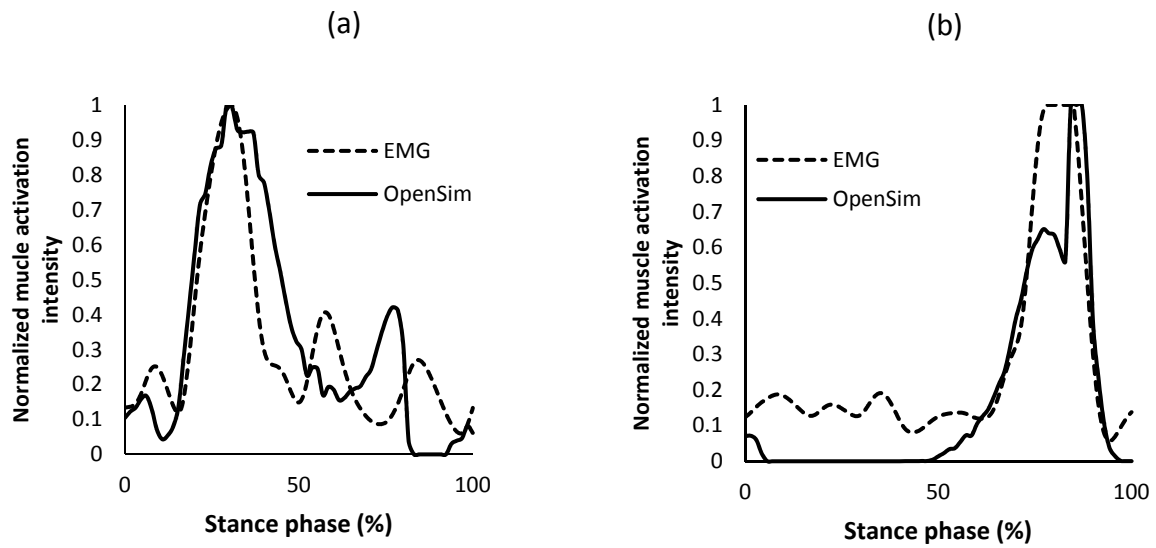 (a)
Normalized mucle activation
intensity
1
0.9
0.8
0.7
0.6
0.5
0.4
0.3
0.2
0.1
0
EMG
OpenSim
0
50
100
Stance phase (%)
(b)
Normalized muscle activation
intensity
1
0.9
0.8
0.7
0.6
0.5
0.4
0.3
0.2
0.1
0
EMG
OpenSim
0
50
100
Stance phase (%)